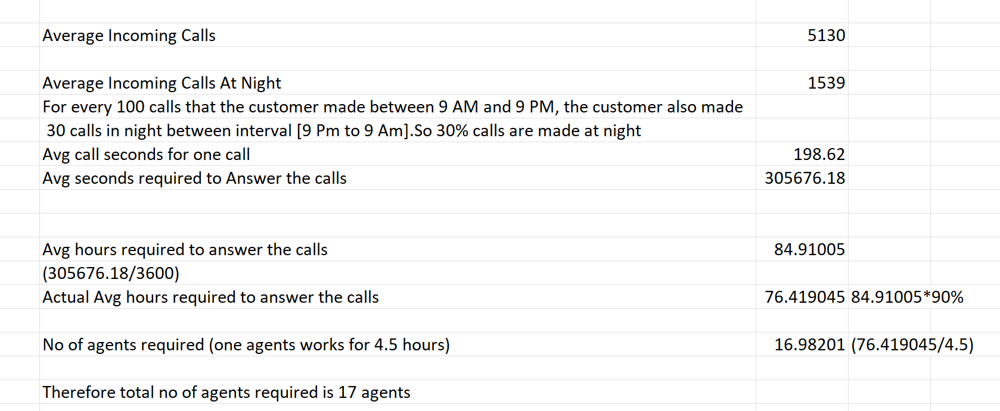 Average Incoming Calls 5130
Average Incoming Calls At Night 1539
For every 100 calls that the customer made between 9 AM and 9 PM, the customer also made
30 calls in night between interval [9 Pm to 9 Am].So 30% calls are made at night
Avg call seconds for one call 198.62
Avg seconds required to Answer the calls 305676.18
Avg hours required to answer the calls 84.91005
(305676.18/3600)
Actual Avg hours required to answer the calls 76.419045 84.91005*90%
No of agents required (one agents works for 4.5 hours) 16.98201 (76.419045/4.5)
Therefore total no of agents required is 17 agents